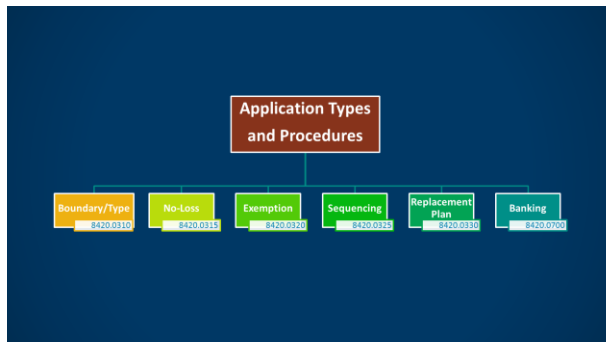 Application Types
and Procedures
Boundary/Type
8420.0310
No-Loss
8420.0315
Exemption
8420.0320
Sequencing
8420.0325
Replacement
Plan
8420.0330
Banking
8420.0700